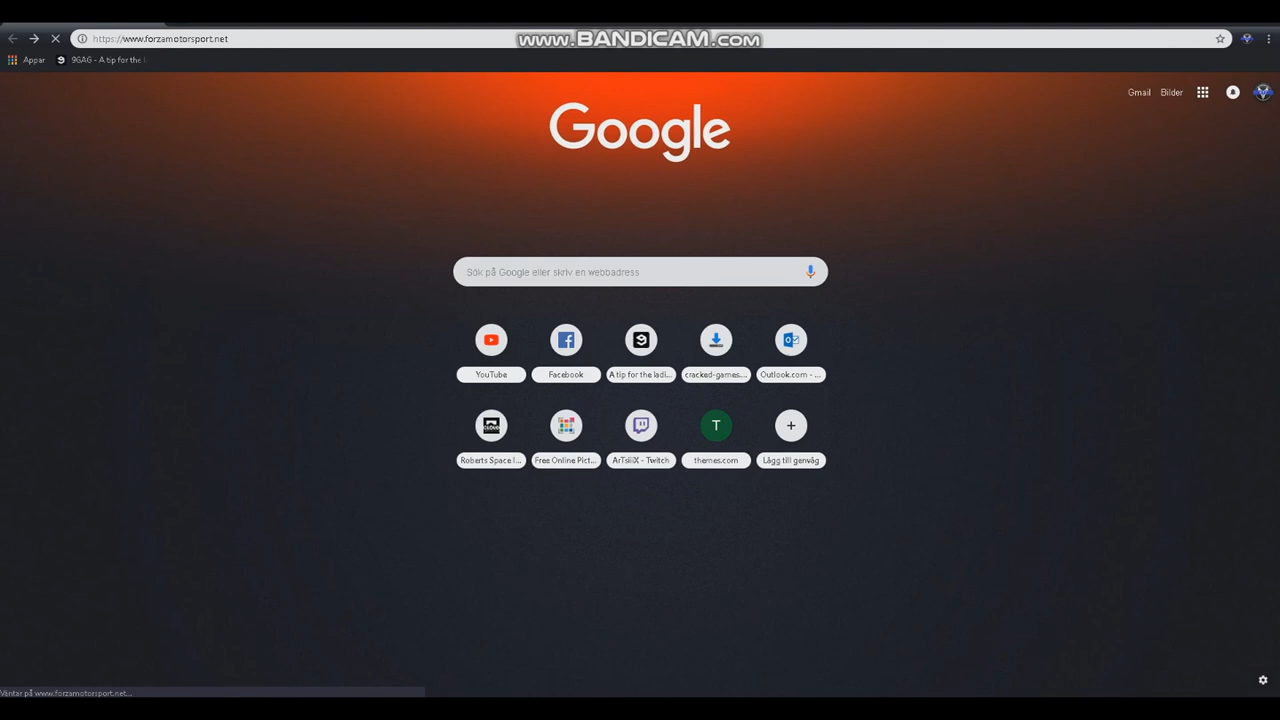 https://www.forzamotorsport.net
www.BANDICAM.com
Appar
9GAG - A tip for the l
Gmail
Bilder
Google
Sök på Google eller skriv en webbadress
YouTube
Facebook
A tip for the ladi...
cracked-games....
Outlook.com - ...
CLOUD
Roberts Space I...
Free Online Pict...
ArTsiiiX - Twitch
T
themes.com
Lägg till genväg
Väntar på www.forzamotorsport.net...